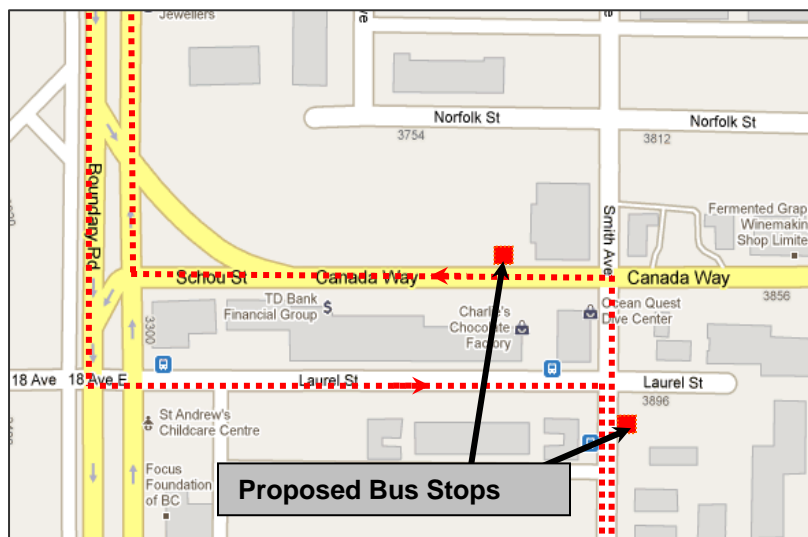 Jewellers
ve
e
Norfolk St
3754
Norfolk St
3812
Boundary Rd
Smith Ave
Fermented Grap
Winemakin
Shop Limite
Schou St
Canada Way
Canada Way
3856
TD Bank
Financial Group
$
Charlie's
Chocolate
Factory
Ocean Quest
Dive Center
3300
18 Ave
18 Ave E
Laurel St
Laurel St
3896
St Andrew's
Childcare Centre
Focus
Foundation
of BC
Proposed Bus Stops